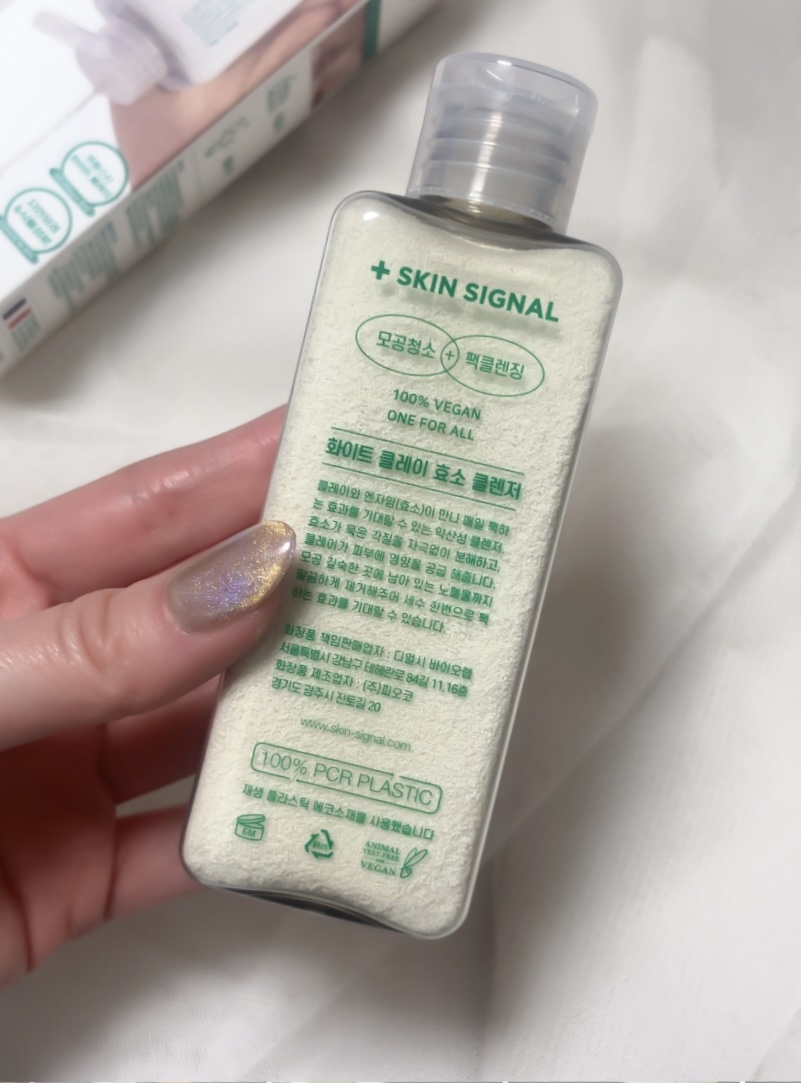 + SKIN SIGNAL
모공청소 + 팩클렌징
100% VEGAN
ONE FOR ALL
화이트 클레이 효소 클렌저
클레이와 엔자임(효소)이 만나 매일 팩하
는 효과를 기대할 수 있는 약산성 클렌저.
효소가 묵은 각질을 자극없이 분해하고,
클레이가 피부에 영양을 공급 해줍니다.
모공 깊숙한 곳에 남아 있는 노폐물까지
말끔하게 제거해주어 세수 한번으로 팩
하는 효과를 기대할 수 있습니다.
화장품 책임판매업자 : 디얼시 바이오랩
서울특별시 강남구 테헤란로 84길 11, 16층
화장품 제조업자 : (주)피오코
경기도 광주시 진토길 20
www.skin-signal.com
100% PCR PLASTIC
재생 플라스틱 에코소재를 사용했습니다
6M
ANIMAL
TEST-FREE
VEGAN